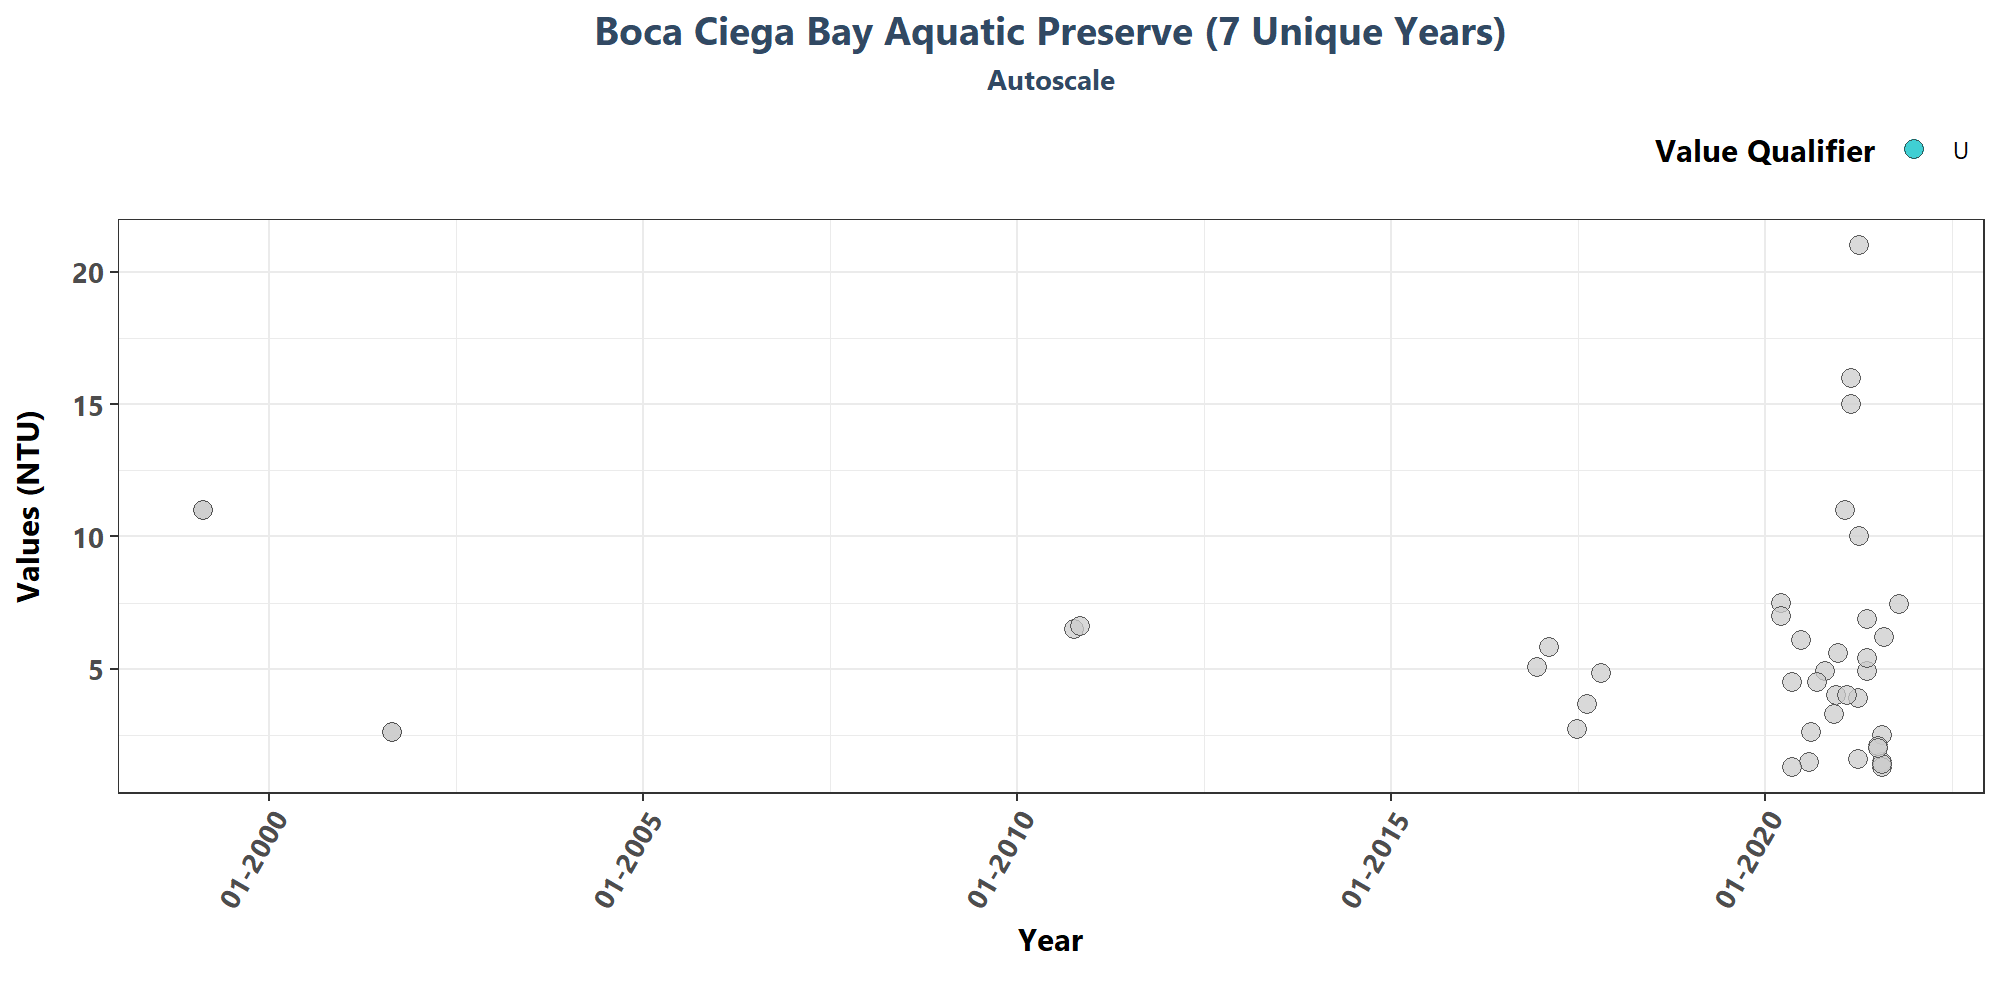 Boca Ciega Bay Aquatic Preserve (7 Unique Years)
Autoscale
Value Qualifier U
Values (NTU)
20
15
10
5
01-2000
01-2005
01-2010
01-2015
01-2020
Year